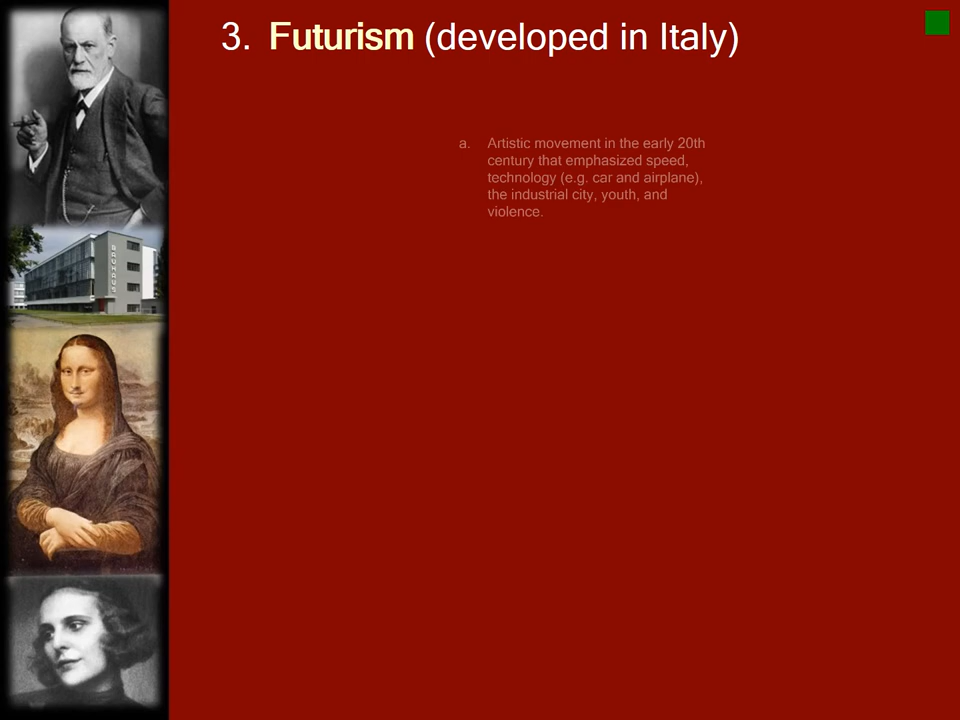 3. Futurism (developed in Italy)
a. Artistic movement in the early 20th
century that emphasized speed,
technology (e.g. car and airplane),
the industrial city, youth, and
violence.
BAUHAUS